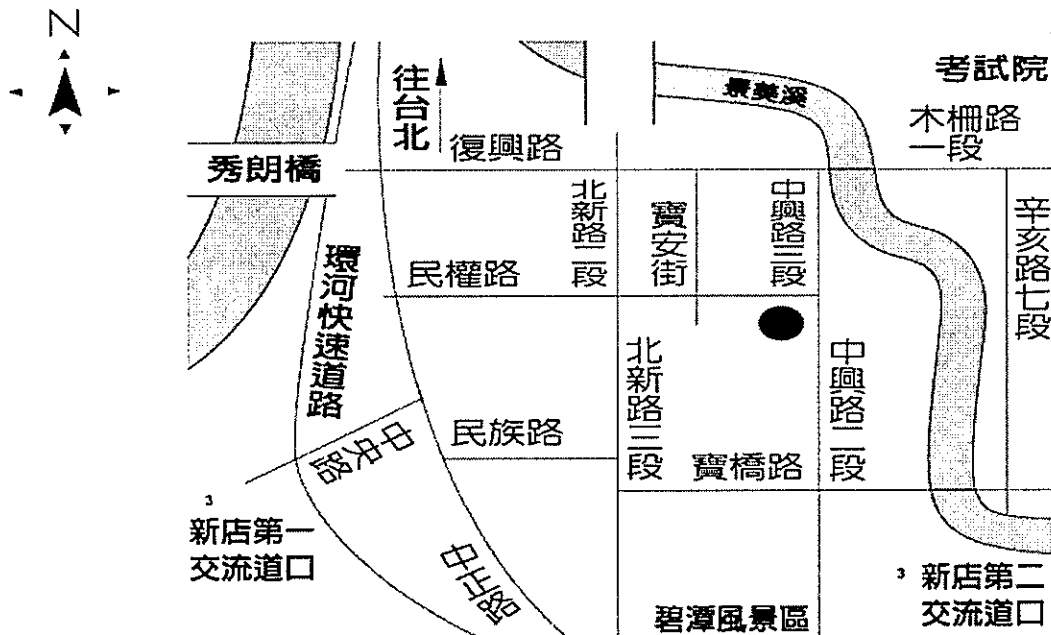 N
考試院
往台北
景美溪
木柵路
一段
復興路
秀朗橋
北新路二段
寶安街
中興路三段
辛亥路七段
環河快速道路
民權路
北新路三段
中興路二段
民族路
中央路
寶橋路
3
新店第一
交流道口
中正路
3
新店第二
交流道口
碧潭風景區